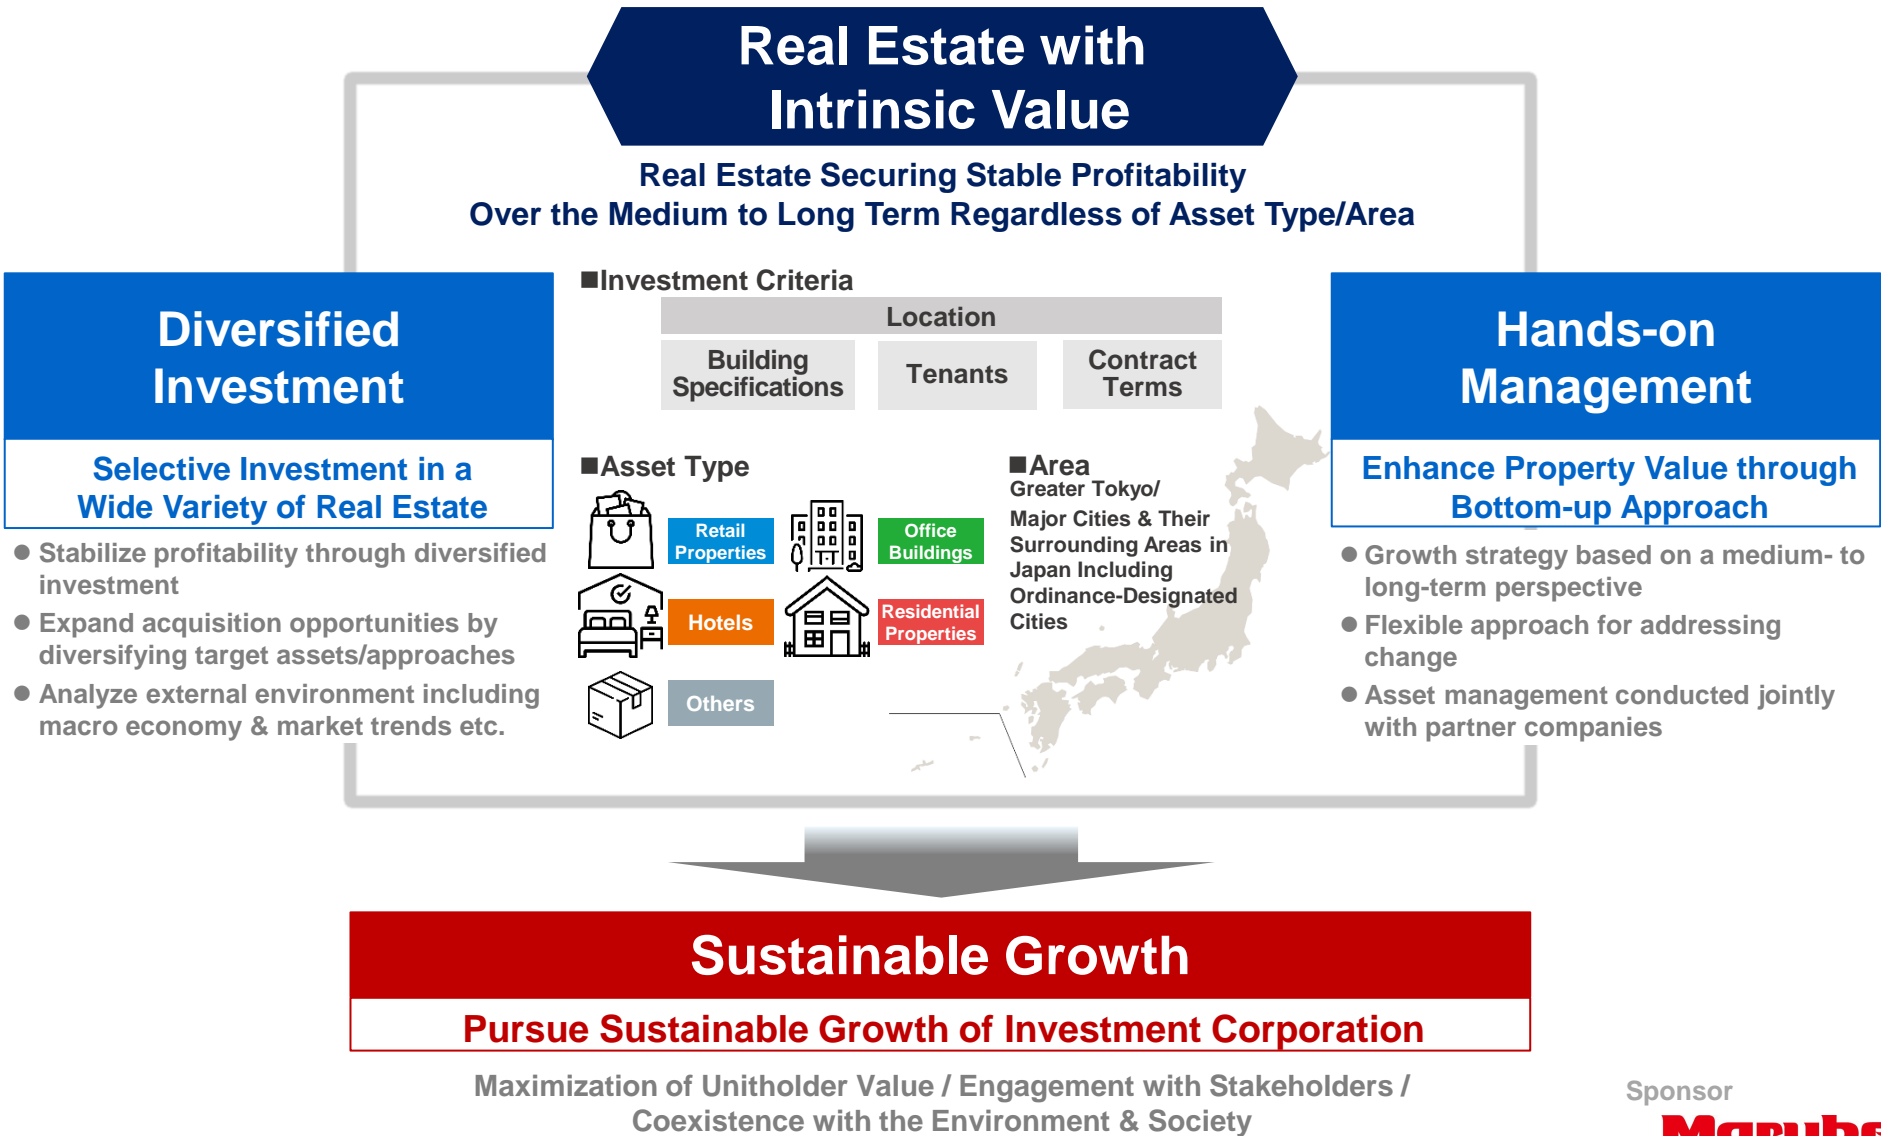 Real Estate with
Intrinsic Value
Real Estate Securing Stable Profitability
Over the Medium to Long Term Regardless of Asset Type/Area
Diversified
Investment
Selective Investment in a
Wide Variety of Real Estate
● Stabilize profitability through diversified
investment
● Expand acquisition opportunities by
diversifying target assets/approaches
● Analyze external environment including
macro economy & market trends etc.
■Investment Criteria
Location
Building
Specifications
Tenants
Contract
Terms
■Asset Type
Retail
Properties
Office
Buildings
Hotels
Residential
Properties
Others
■Area
Greater Tokyo/
Major Cities & Their
Surrounding Areas in
Japan Including
Ordinance-Designated
Cities
Hands-on
Management
Enhance Property Value through
Bottom-up Approach
● Growth strategy based on a medium- to
long-term perspective
● Flexible approach for addressing
change
● Asset management conducted jointly
with partner companies
Sustainable Growth
Pursue Sustainable Growth of Investment Corporation
Maximization of Unitholder Value / Engagement with Stakeholders /
Coexistence with the Environment & Society
Sponsor